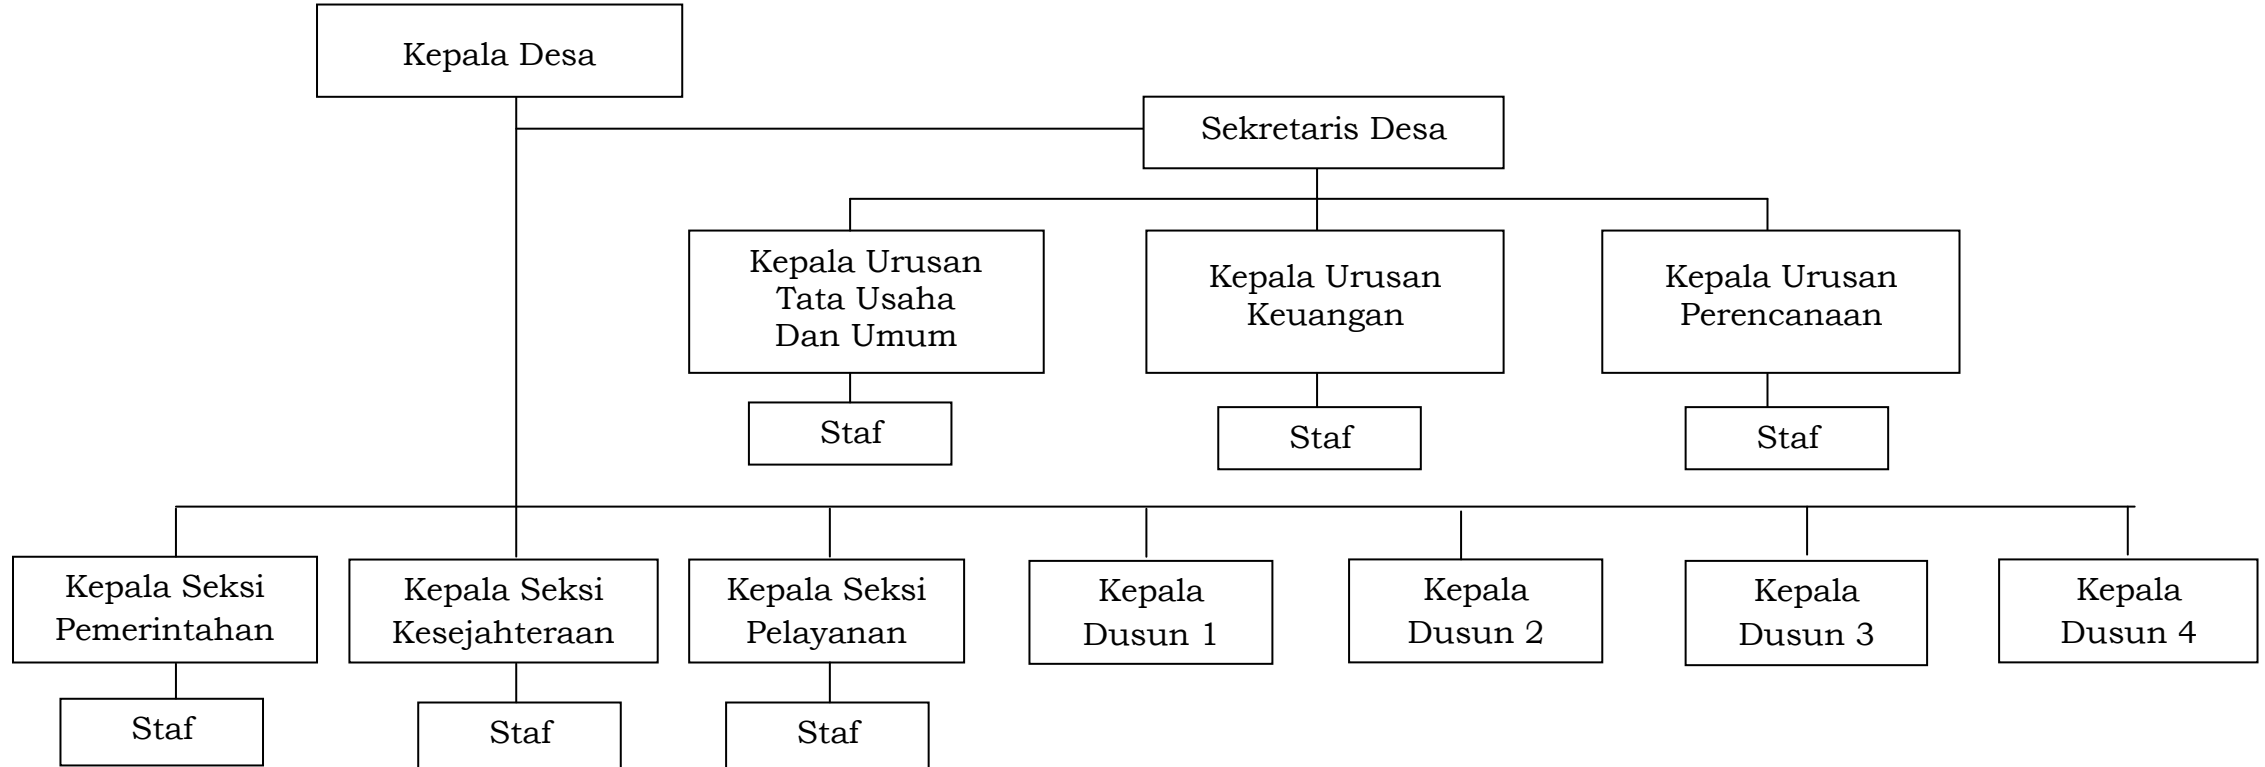 Kepala Desa
Sekretaris Desa
Kepala Urusan
Tata Usaha
Dan Umum
Kepala Urusan
Keuangan
Kepala Urusan
Perencanaan
Staf
Staf
Staf
Kepala Seksi
Pemerintahan
Kepala Seksi
Kesejahteraan
Kepala Seksi
Pelayanan
Kepala
Dusun 1
Kepala
Dusun 2
Kepala
Dusun 3
Kepala
Dusun 4
Staf
Staf
Staf